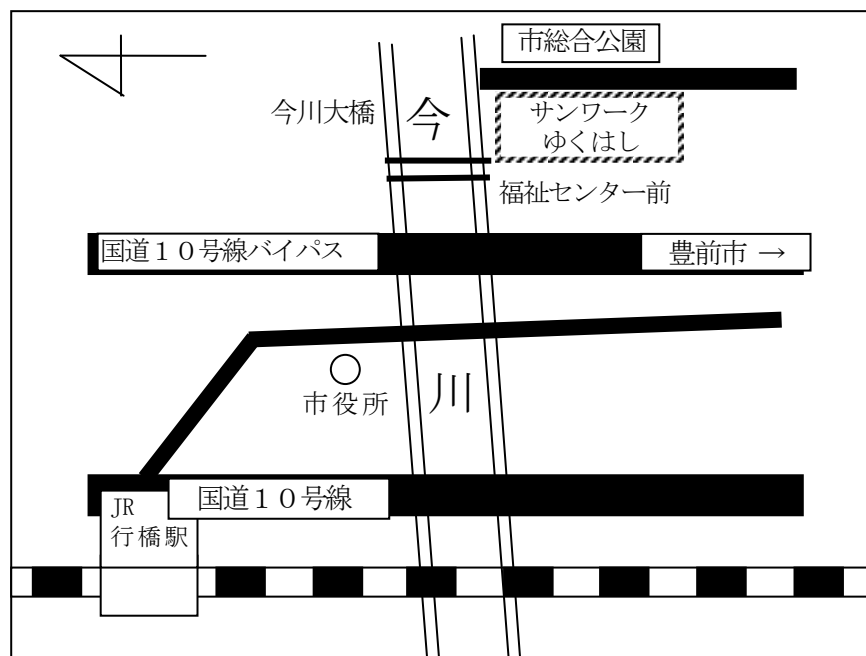 市総合公園
今川大橋
今
サンワーク
ゆくはし
福祉センター前
国道１０号線バイパス
豊前市 →
市役所
川
国道１０号線
JR
行橋駅